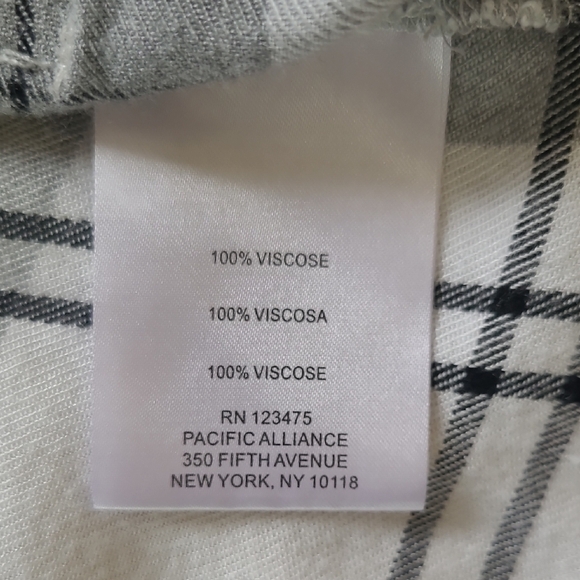 100% VISCOSE
100% VISCOSA
100% VISCOSE
RN 123475
PACIFIC ALLIANCE
350 FIFTH AVENUE
NEW YORK, NY 10118